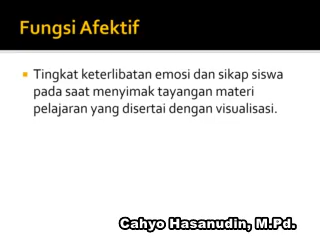 Fungsi Afektif
Tingkat keterlibatan emosi dan sikap siswa
pada saat menyimak tayangan materi
pelajaran yang disertai dengan visualisasi.
Cahyo Hasanudin, M.Pd.